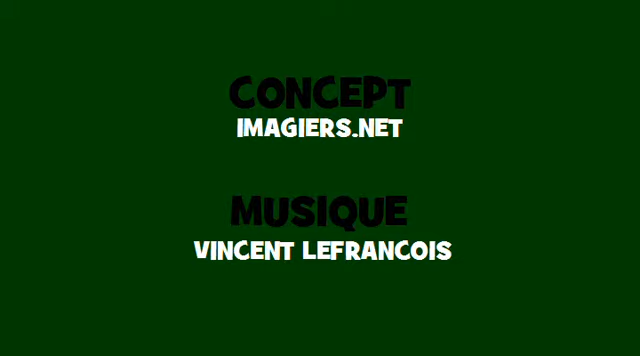 CONCEPT
IMAGIERS.NET
MUSIQUE
VINCENT LEFRANCOIS